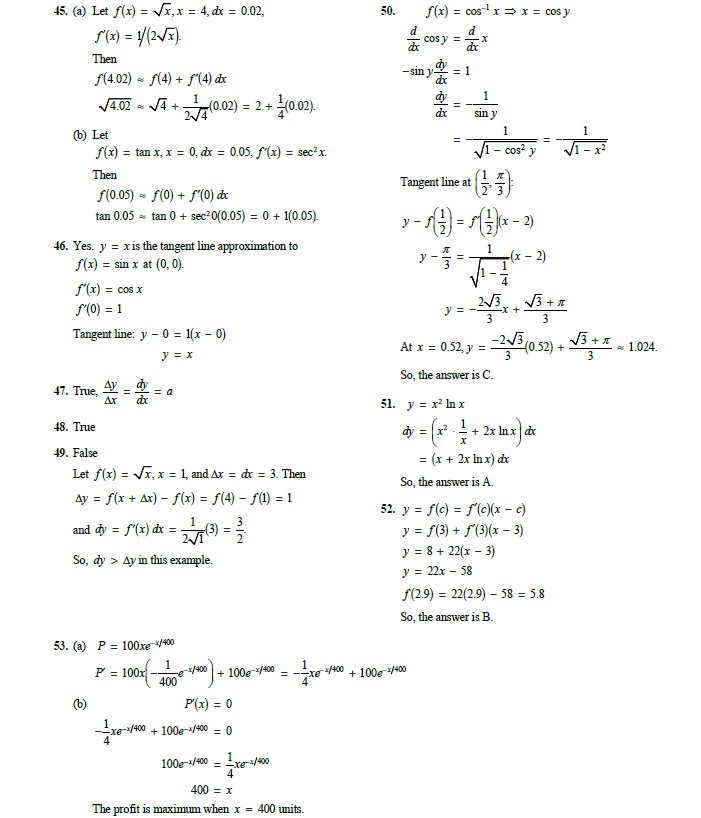 45. (a) Let f(x) = √x, x = 4, dx = 0.02,
f′(x) = 1/(2√x).
Then
f(4.02) ≈ f(4) + f′(4) dx
√4.02 ≈ √4 + 1/(2√4)(0.02) = 2 + 1/4(0.02).
(b) Let
f(x) = tan x, x = 0, dx = 0.05, f′(x) = sec² x.
Then
f(0.05) ≈ f(0) + f′(0) dx
tan 0.05 ≈ tan 0 + sec² 0(0.05) = 0 + 1(0.05).
46. Yes. y = x is the tangent line approximation to
f(x) = sin x at (0, 0).
f′(x) = cos x
f′(0) = 1
Tangent line: y − 0 = 1(x − 0)
y = x
47. True, Δy/Δx = dy/dx = a
48. True
49. False
Let f(x) = √x, x = 1, and Δx = dx = 3. Then
Δy = f(x + Δx) − f(x) = f(4) − f(1) = 1
and dy = f′(x) dx = 1/(2√1)(3) = 3/2.
So, dy > Δy in this example.
50. f(x) = cos⁻¹ x ⇒ x = cos y
d/dx cos y = d/dx x
−sin y dy/dx = 1
dy/dx = −1/sin y
= −1/√(1 − cos² y) = −1/√(1 − x²)
Tangent line at (1/2, π/3):
y − f(1/2) = f′(1/2)(x − 2)
y − π/3 = 1/√(1 − 1/4)(x − 2)
y = −2√3/3 x + (√3 + π)/3
At x = 0.52, y = −2√3/3(0.52) + (√3 + π)/3 ≈ 1.024.
So, the answer is C.
51. y = x² ln x
dy = (x² · 1/x + 2x ln x) dx
= (x + 2x ln x) dx
So, the answer is A.
52. y = f(c) = f′(c)(x − c)
y = f(3) + f′(3)(x − 3)
y = 8 + 22(x − 3)
y = 22x − 58
f(2.9) = 22(2.9) − 58 = 5.8
So, the answer is B.
53. (a) P = 100xe^(−x/400)
P′ = 100x(−1/400 e^(−x/400)) + 100e^(−x/400) = −1/4 xe^(−x/400) + 100e^(−x/400)
(b) P′(x) = 0
−1/4 xe^(−x/400) + 100e^(−x/400) = 0
100e^(−x/400) = 1/4 xe^(−x/400)
400 = x
The profit is maximum when x = 400 units.